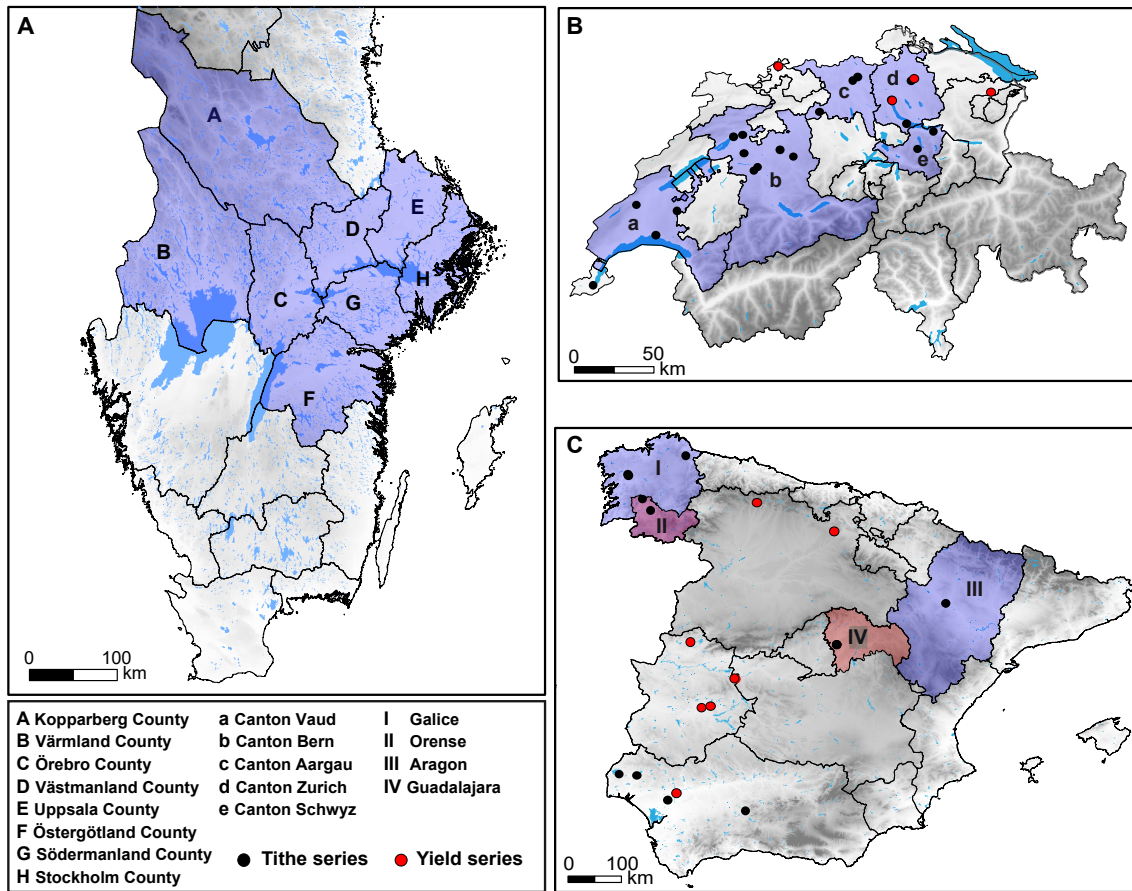 A
A
B
C
D
E
H
G
F
0 100
km
B
a
b
c
d
e
0 50
km
C
I
II
III
IV
0 100
km
A Kopparberg County
B Värmland County
C Örebro County
D Västmanland County
E Uppsala County
F Östergötland County
G Södermanland County
H Stockholm County
a Canton Vaud
b Canton Bern
c Canton Aargau
d Canton Zurich
e Canton Schwyz
I Galice
II Orense
III Aragon
IV Guadalajara
Tithe series
Yield series